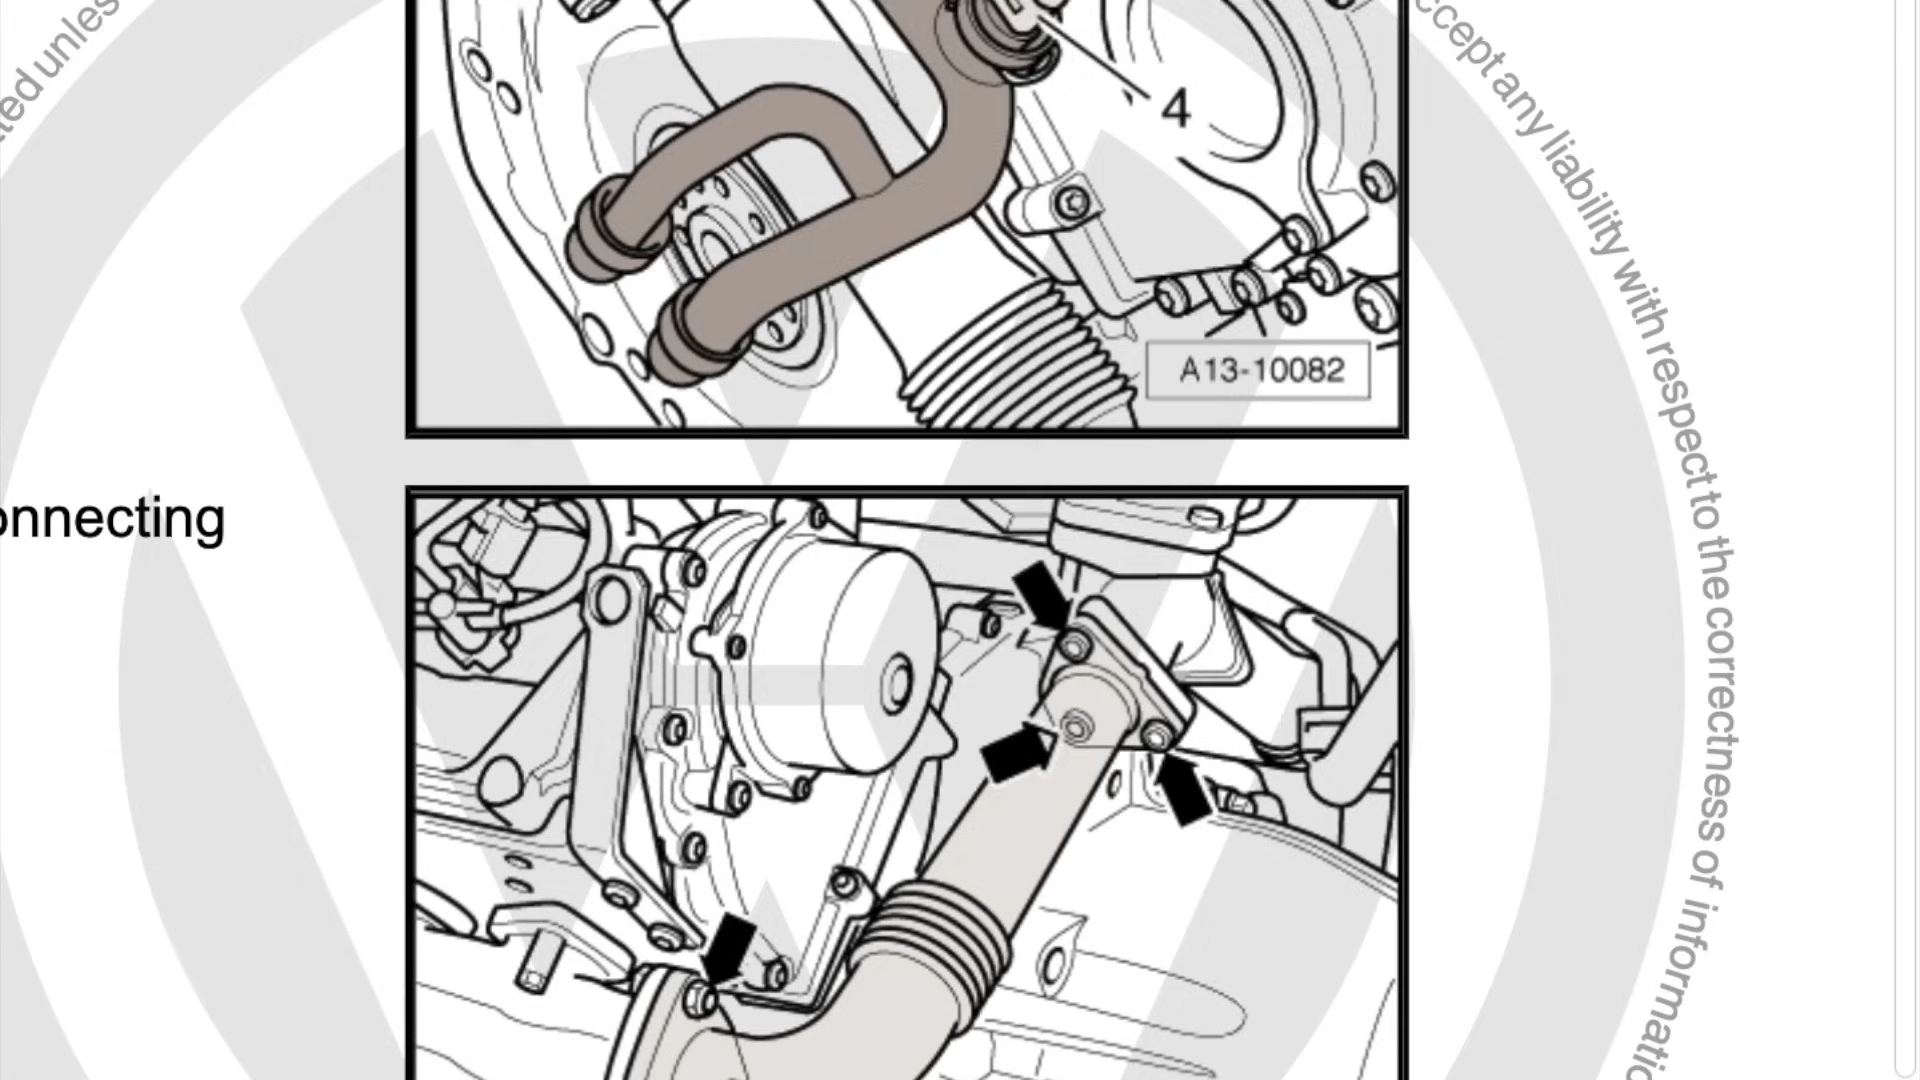 ted unles
ccept any liability with respect to the correctness of informatio
4
A13-10082
onnecting